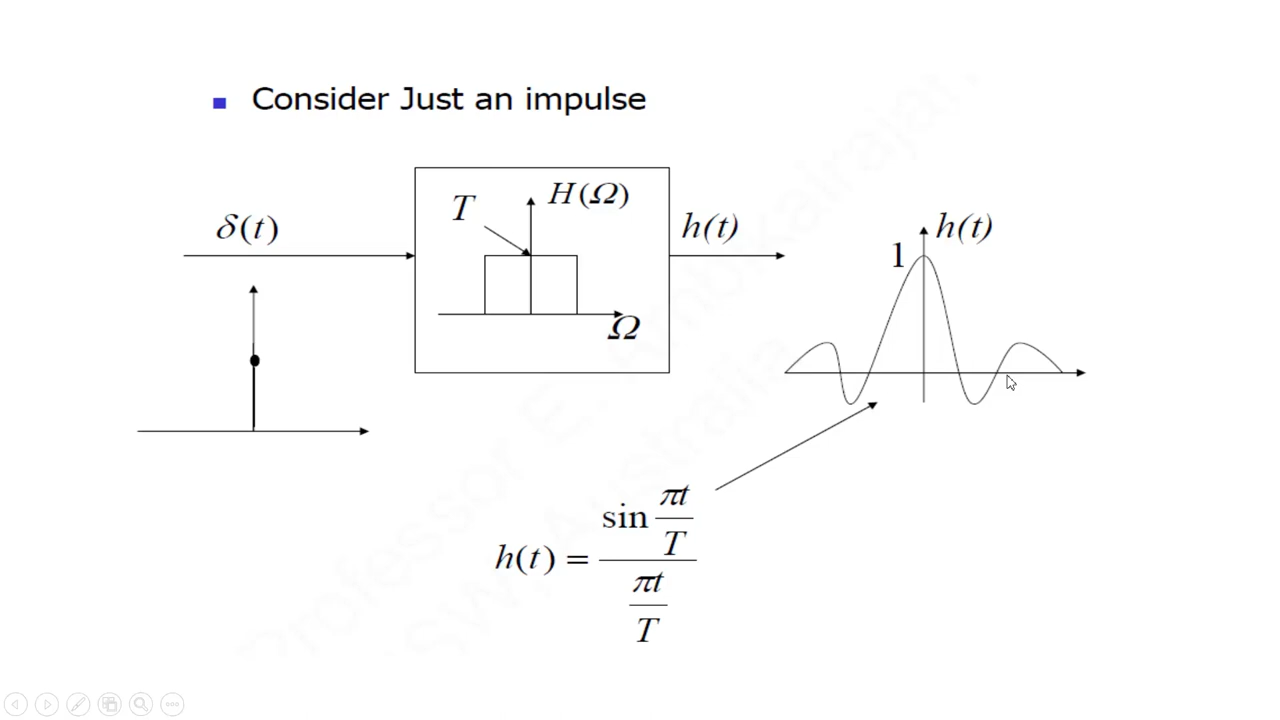 Consider Just an impulse
δ(t)
T
H(Ω)
Ω
h(t)
h(t)
1
h(t) = sin πt/T / πt/T